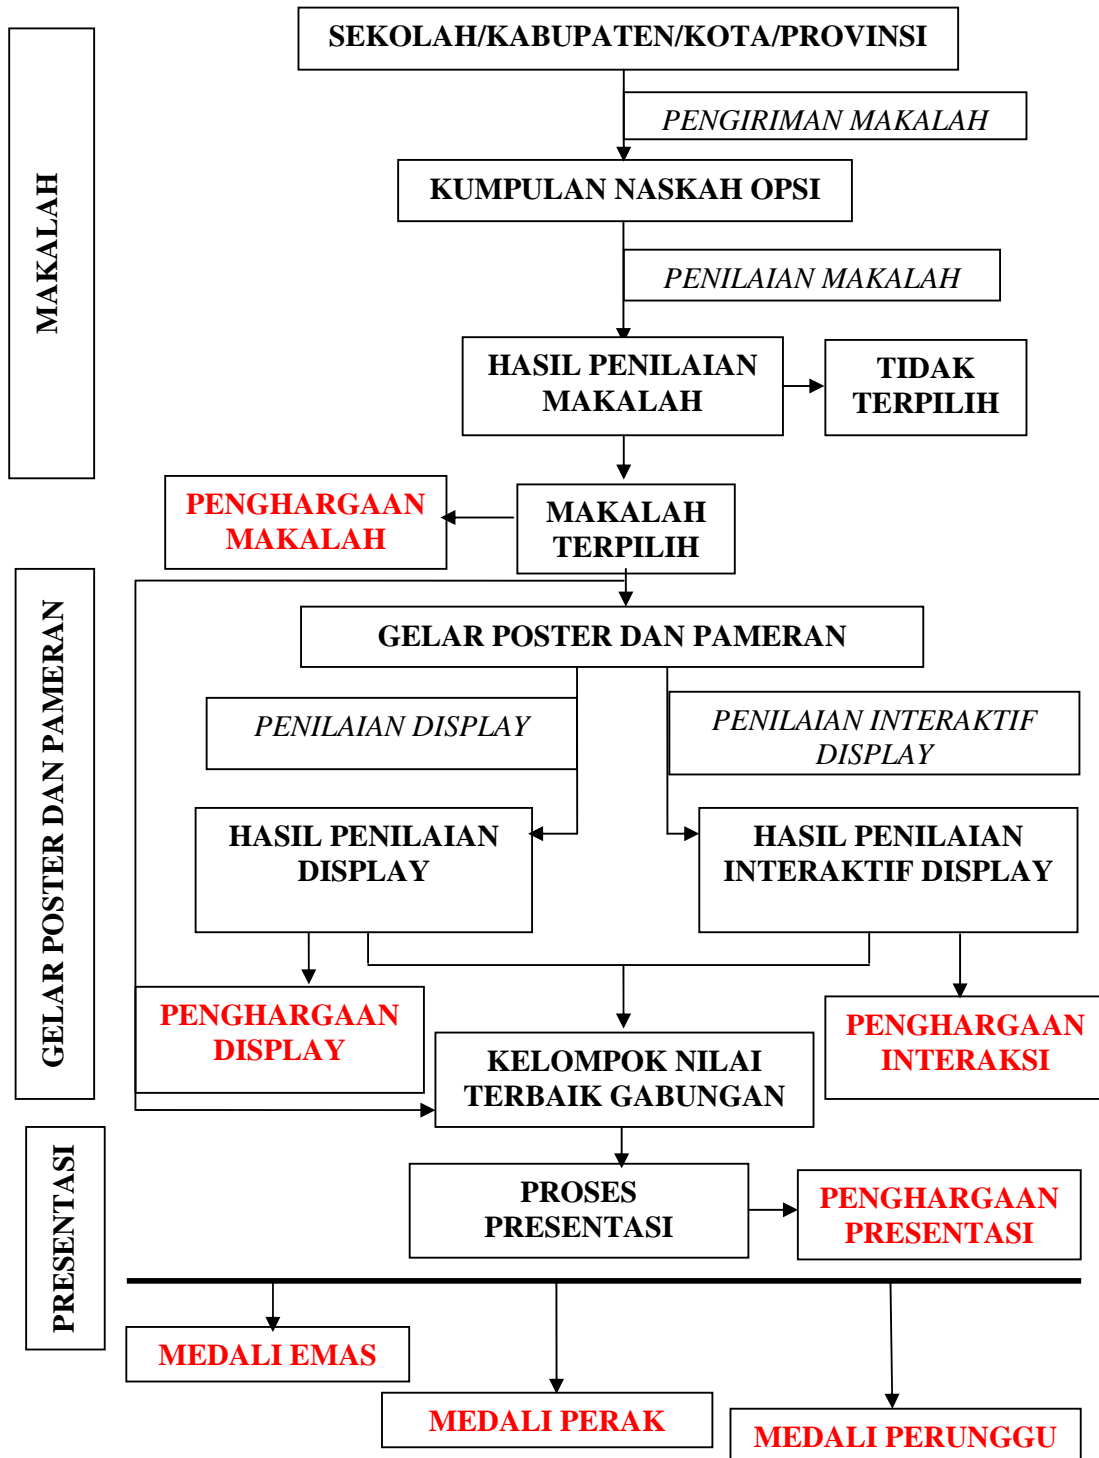 SEKOLAH/KABUPATEN/KOTA/PROVINSI
PENGIRIMAN MAKALAH
KUMPULAN NASKAH OPSI
PENILAIAN MAKALAH
MAKALAH
HASIL PENILAIAN
MAKALAH
TIDAK
TERPILIH
PENGHARGAAN
MAKALAH
MAKALAH
TERPILIH
GELAR POSTER DAN PAMERAN
GELAR POSTER DAN PAMERAN
PENILAIAN DISPLAY
PENILAIAN INTERAKTIF
DISPLAY
HASIL PENILAIAN
DISPLAY
HASIL PENILAIAN
INTERAKTIF DISPLAY
PENGHARGAAN
DISPLAY
PENGHARGAAN
INTERAKSI
KELOMPOK NILAI
TERBAIK GABUNGAN
PRESENTASI
PROSES
PRESENTASI
PENGHARGAAN
PRESENTASI
MEDALI EMAS
MEDALI PERAK
MEDALI PERUNGGU